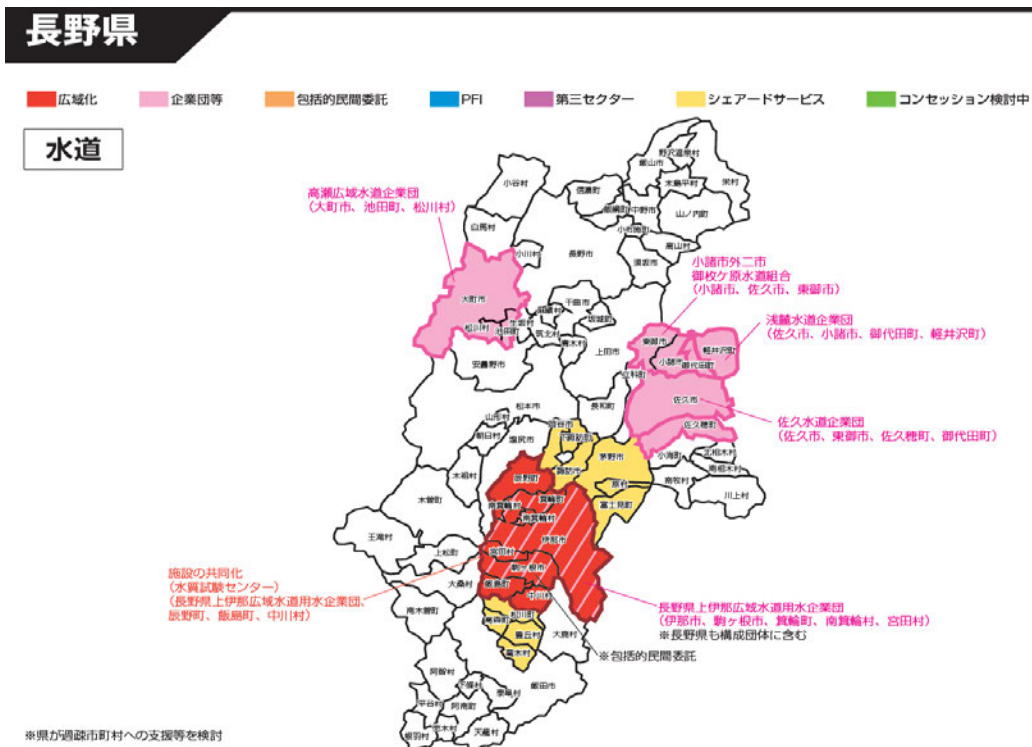 長野県
広域化 企業団等 包括的民間委託 PFI 第三セクター シェアードサービス コンセッション検討中
水道
野沢温泉村
飯山市
小谷村
信濃町
木島平村
栄村
高瀬広域水道企業団
(大町市、池田町、松川村)
飯綱町
中野市
山ノ内町
小布施町
白馬村
高山村
小川村
長野市
須坂市
小諸市外二市
御枚ケ原水道組合
(小諸市、佐久市、東御市)
大町市
千曲市
麻績村
坂城町
生坂村
松川村
池田町
筑北村
青木村
上田市
浅麓水道企業団
(佐久市、小諸市、御代田町、軽井沢町)
東御市
軽井沢町
小諸市
御代田町
安曇野市
立科町
佐久市
松本市
長和町
佐久水道企業団
(佐久市、東御市、佐久穂町、御代田町)
山形村
佐久穂町
朝日村
塩尻市
岡谷市
下諏訪町
茅野市
小海町
北相木村
南相木村
諏訪市
木祖村
辰野町
原村
南牧村
川上村
木曽町
箕輪町
富士見町
南箕輪村
南箕輪村
王滝村
伊那市
上松町
宮田村
駒ヶ根市
施設の共同化
(水質試験センター)
(長野県上伊那広域水道用水企業団、
辰野町、飯島町、中川村)
大桑村
飯島町
中川村
南木曽町
松川町
高森町
長野県上伊那広域水道用水企業団
(伊那市、駒ヶ根市、箕輪町、南箕輪村、宮田村)
※長野県も構成団体に含む
豊丘村
大鹿村
喬木村
※包括的民間委託
阿智村
下條村
泰阜村
飯田市
平谷村
阿南町
売木村
天龍村
根羽村
※県が過疎市町村への支援等を検討